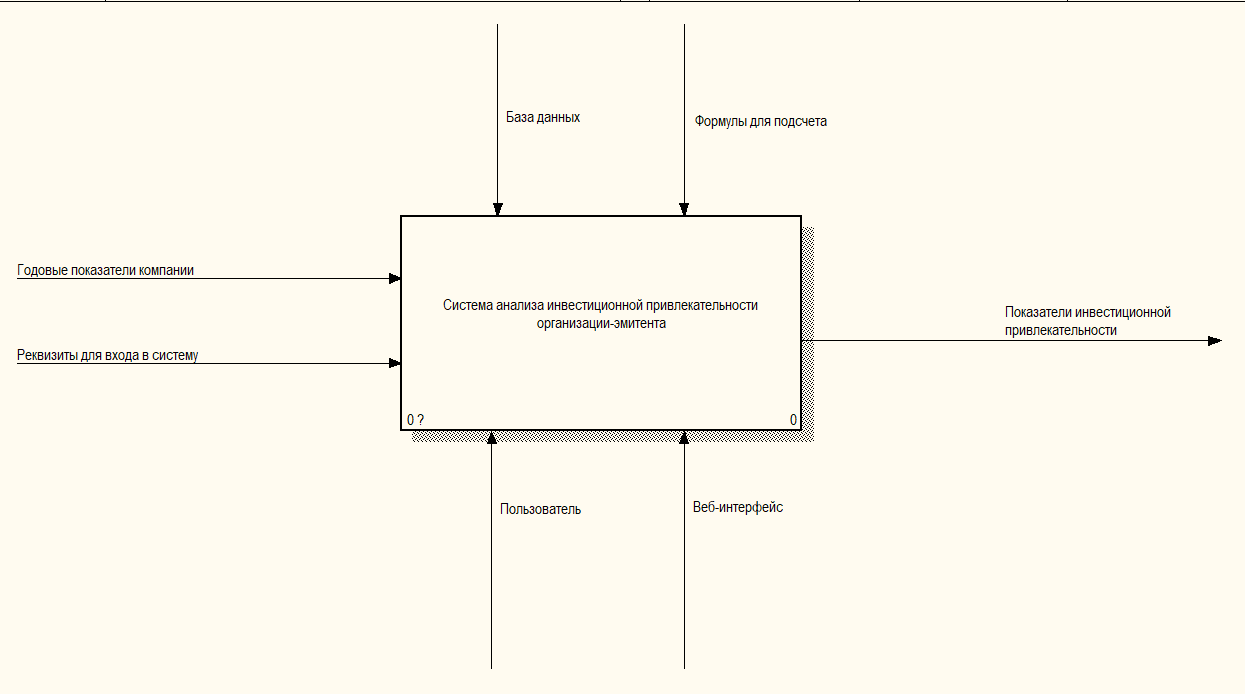 База данных
Формулы для подсчета
Годовые показатели компании
Система анализа инвестиционной привлекательности
организации-эмитента
Показатели инвестиционной
привлекательности
Реквизиты для входа в систему
0 ?
0
Пользователь
Веб-интерфейс